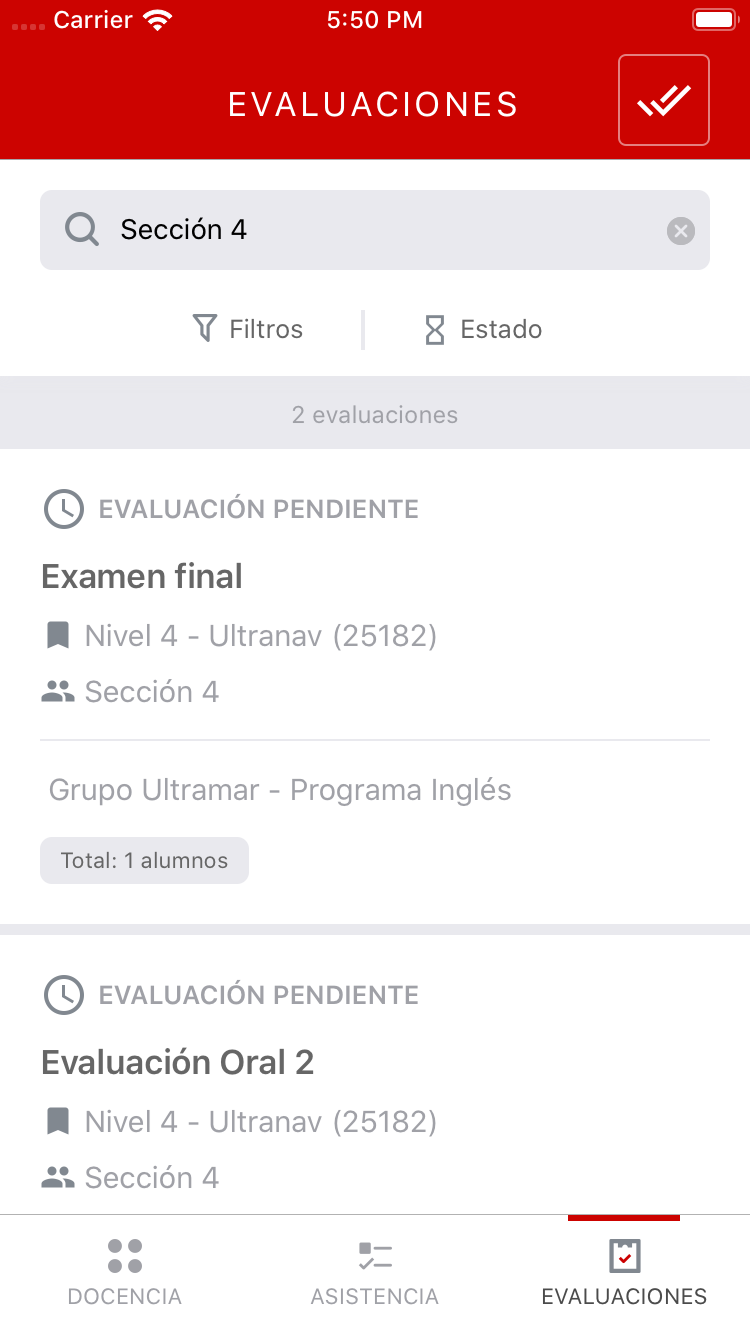 Carrier 5:50 PM
EVALUACIONES
Sección 4
Filtros Estado
2 evaluaciones
EVALUACIÓN PENDIENTE
Examen final
Nivel 4 - Ultranav (25182)
Sección 4
Grupo Ultramar - Programa Inglés
Total: 1 alumnos
EVALUACIÓN PENDIENTE
Evaluación Oral 2
Nivel 4 - Ultranav (25182)
Sección 4
DOCENCIA ASISTENCIA EVALUACIONES